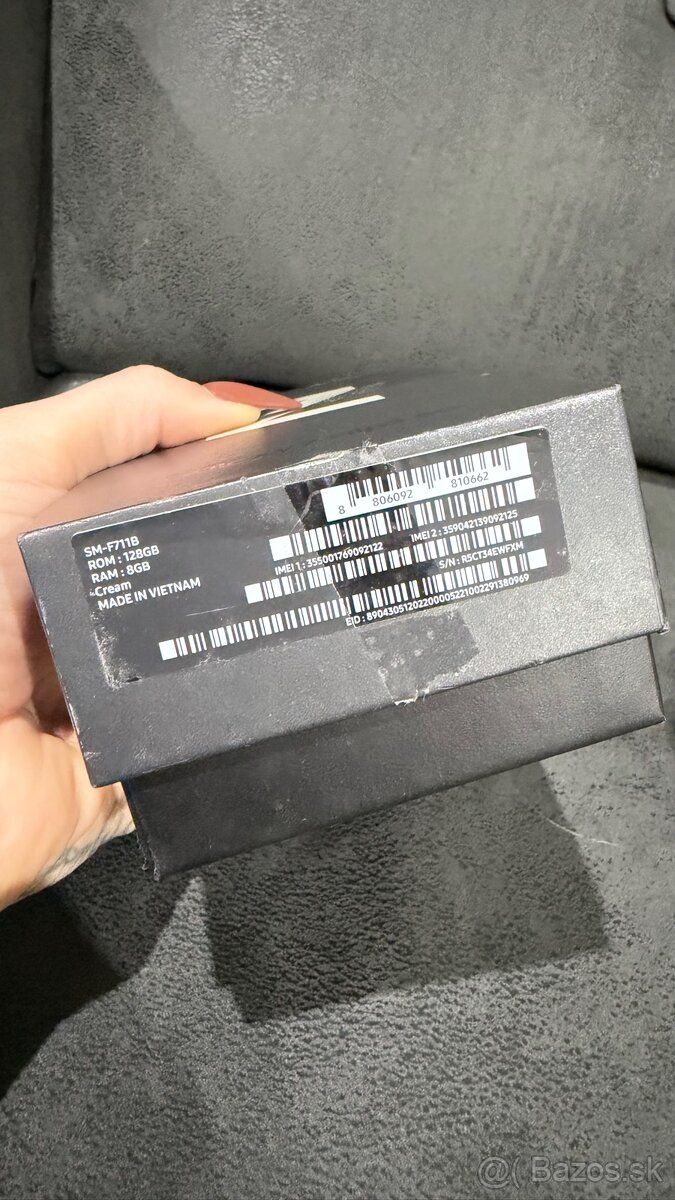 8 806092 810662
SM-F711B
ROM : 128GB
RAM : 8GB
Cream
MADE IN VIETNAM
IMEI 1 : 355001769092122
IMEI 2 : 359042139092125
S/N : R5CT34EWFXM
EID : 89043051202200005221002291380969
@( Bazos.sk